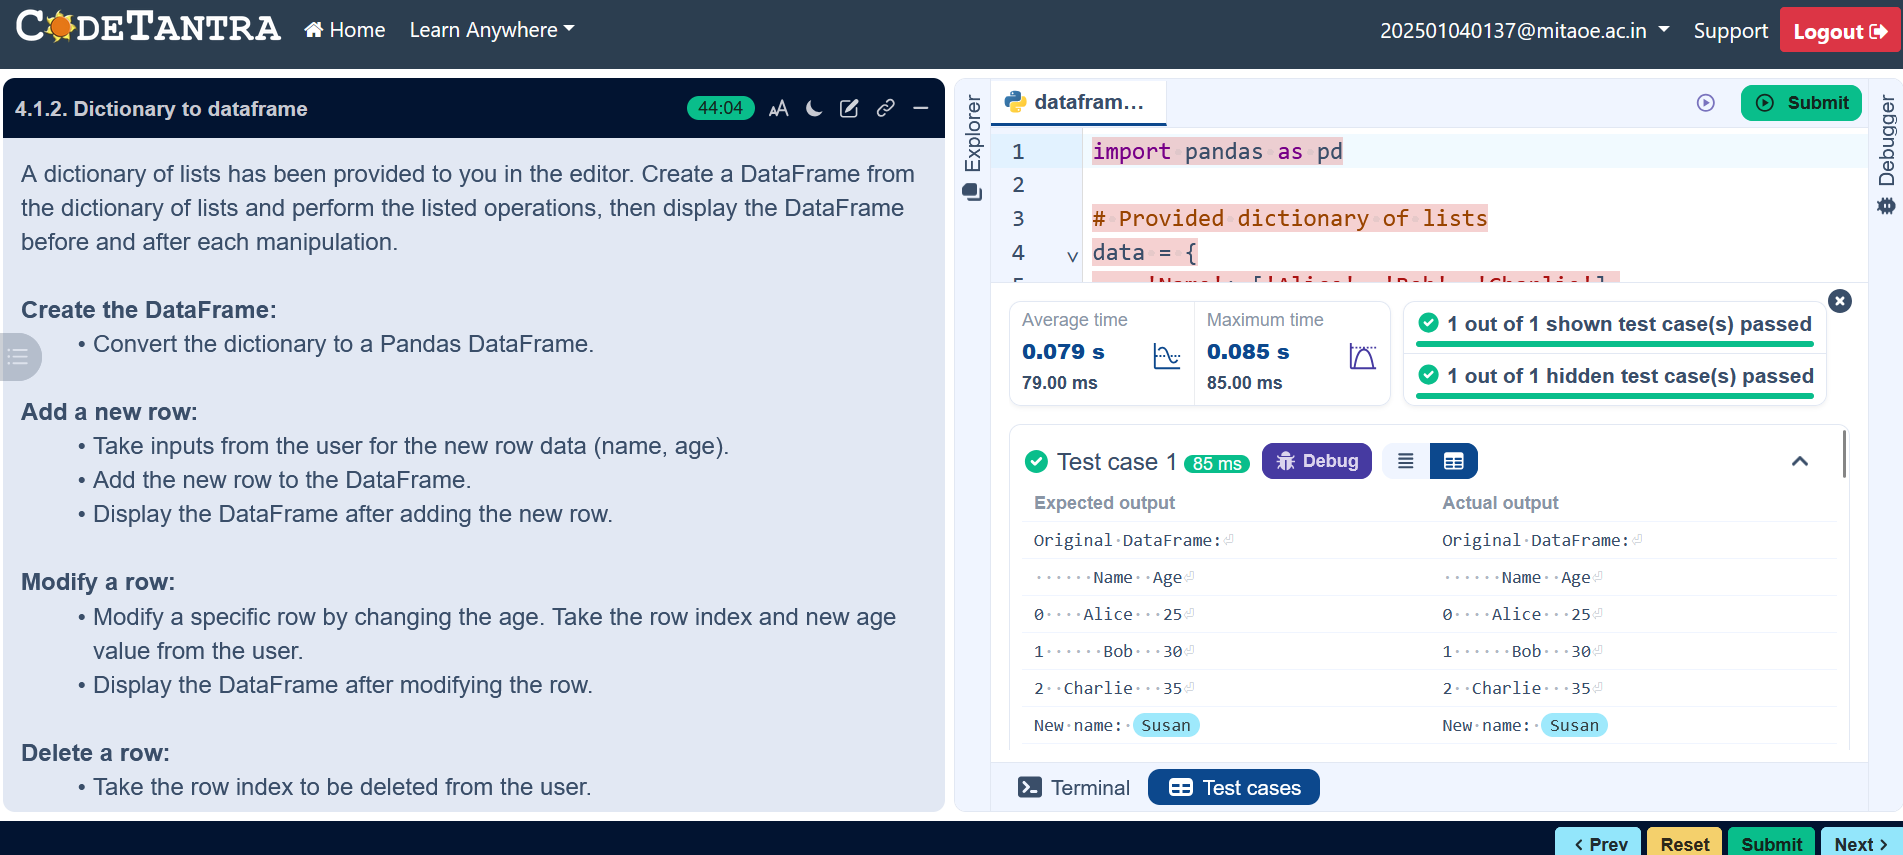 CODETANTRA Home Learn Anywhere 202501040137@mitaoe.ac.in Support Logout
4.1.2. Dictionary to dataframe 44:04 AA
A dictionary of lists has been provided to you in the editor. Create a DataFrame from
the dictionary of lists and perform the listed operations, then display the DataFrame
before and after each manipulation.
Create the DataFrame:
• Convert the dictionary to a Pandas DataFrame.
Add a new row:
• Take inputs from the user for the new row data (name, age).
• Add the new row to the DataFrame.
• Display the DataFrame after adding the new row.
Modify a row:
• Modify a specific row by changing the age. Take the row index and new age
value from the user.
• Display the DataFrame after modifying the row.
Delete a row:
• Take the row index to be deleted from the user.
Explorer
datafram... Submit
Debugger
1 import pandas as pd
2
3 # Provided dictionary of lists
4 data = {
5 'Name': ['Alice', 'Bob', 'Charlie'],
Average time Maximum time
0.079 s 0.085 s
79.00 ms 85.00 ms
1 out of 1 shown test case(s) passed
1 out of 1 hidden test case(s) passed
Test case 1 85 ms Debug
Expected output Actual output
Original·DataFrame:⏎ Original·DataFrame:⏎
······Name··Age⏎ ······Name··Age⏎
0····Alice···25⏎ 0····Alice···25⏎
1······Bob···30⏎ 1······Bob···30⏎
2··Charlie···35⏎ 2··Charlie···35⏎
New·name:· Susan New·name:· Susan
Terminal Test cases
‹ Prev Reset Submit Next ›